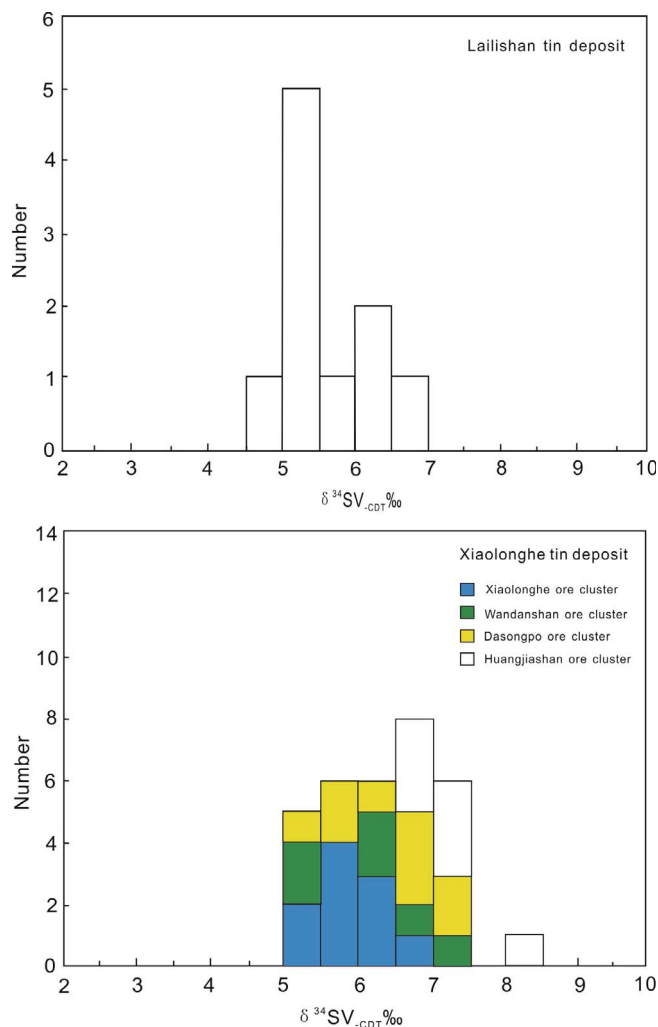 Lailishan tin deposit
Number
6
5
4
3
2
1
0
2 3 4 5 6 7 8 9 10
δ³⁴SV-CDT‰
Xiaolonghe tin deposit
Xiaolonghe ore cluster
Wandanshan ore cluster
Dasongpo ore cluster
Huangjiashan ore cluster
Number
14
12
10
8
6
4
2
0
2 3 4 5 6 7 8 9 10
δ³⁴SV-CDT‰